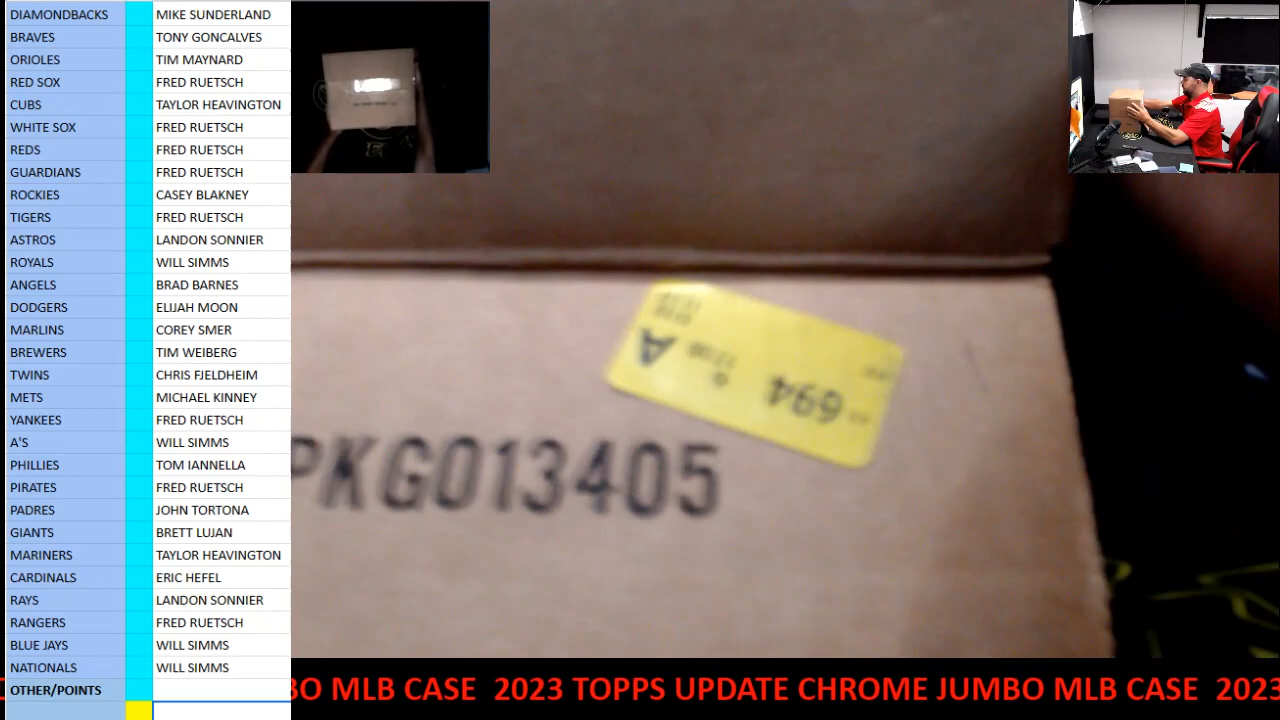 DIAMONDBACKS MIKE SUNDERLAND
BRAVES TONY GONCALVES
ORIOLES TIM MAYNARD
RED SOX FRED RUETSCH
CUBS TAYLOR HEAVINGTON
WHITE SOX FRED RUETSCH
REDS FRED RUETSCH
GUARDIANS FRED RUETSCH
ROCKIES CASEY BLAKNEY
TIGERS FRED RUETSCH
ASTROS LANDON SONNIER
ROYALS WILL SIMMS
ANGELS BRAD BARNES
DODGERS ELIJAH MOON
MARLINS COREY SMER
BREWERS TIM WEIBERG
TWINS CHRIS FJELDHEIM
METS MICHAEL KINNEY
YANKEES FRED RUETSCH
A'S WILL SIMMS
PHILLIES TOM IANNELLA
PIRATES FRED RUETSCH
PADRES JOHN TORTONA
GIANTS BRETT LUJAN
MARINERS TAYLOR HEAVINGTON
CARDINALS ERIC HEFEL
RAYS LANDON SONNIER
RANGERS FRED RUETSCH
BLUE JAYS WILL SIMMS
NATIONALS WILL SIMMS
OTHER/POINTS
A
694
PKG013405
BO MLB CASE 2023 TOPPS UPDATE CHROME JUMBO MLB CASE 2023